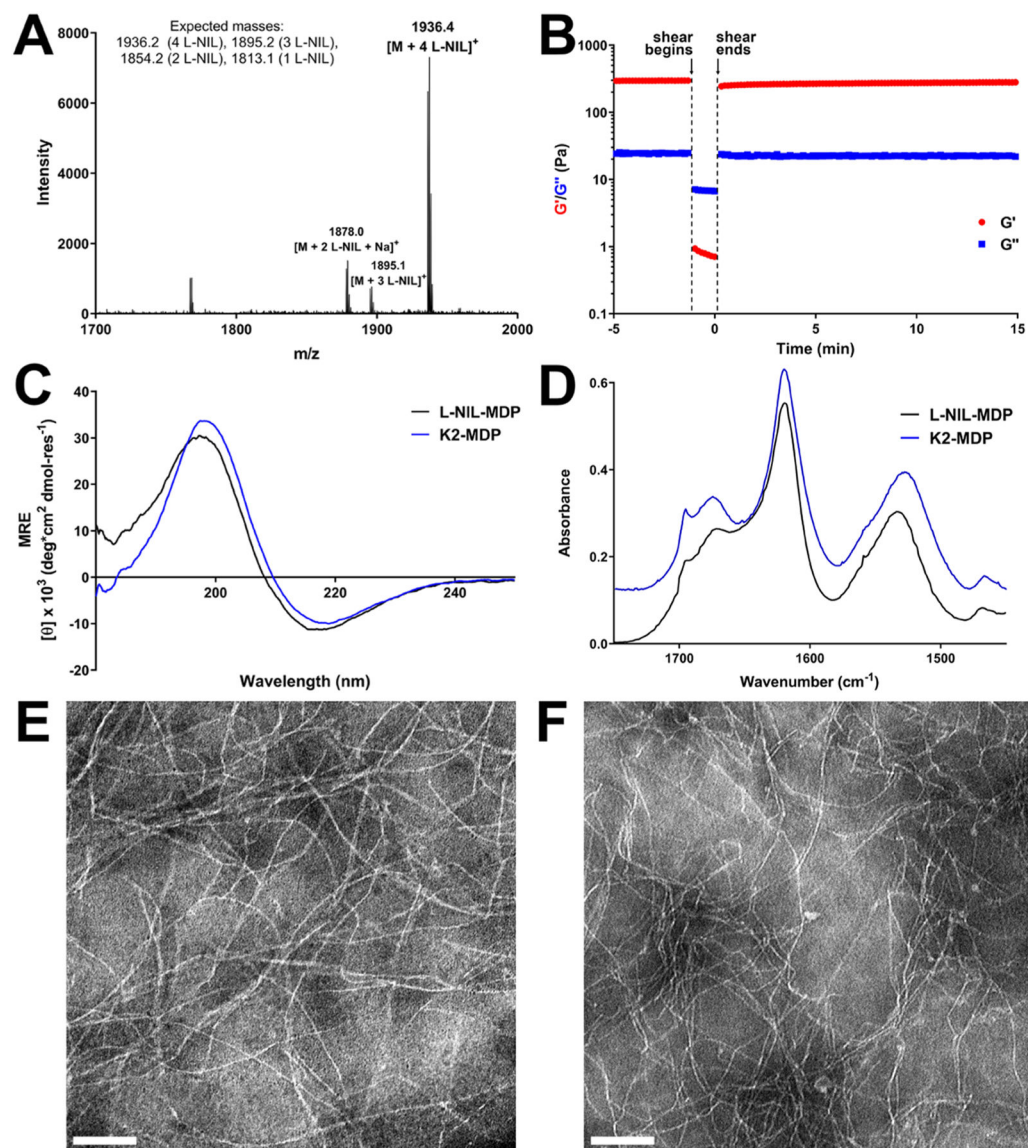 A
Expected masses:
1936.2 (4 L-NIL), 1895.2 (3 L-NIL),
1854.2 (2 L-NIL), 1813.1 (1 L-NIL)
1936.4
[M + 4 L-NIL]+
1878.0
[M + 2 L-NIL + Na]+
1895.1
[M + 3 L-NIL]+
Intensity
8000
6000
4000
2000
0
1700
1800
1900
2000
m/z
B
shear
begins
shear
ends
G'/G'' (Pa)
1000
100
10
1
0.1
-5
0
5
10
15
Time (min)
G'
G''
C
MRE
[θ] x 10³ (deg*cm² dmol-res⁻¹)
40
30
20
10
0
-10
-20
200
220
240
Wavelength (nm)
L-NIL-MDP
K2-MDP
D
Absorbance
0.6
0.4
0.2
0.0
1700
1600
1500
Wavenumber (cm⁻¹)
L-NIL-MDP
K2-MDP
E
F